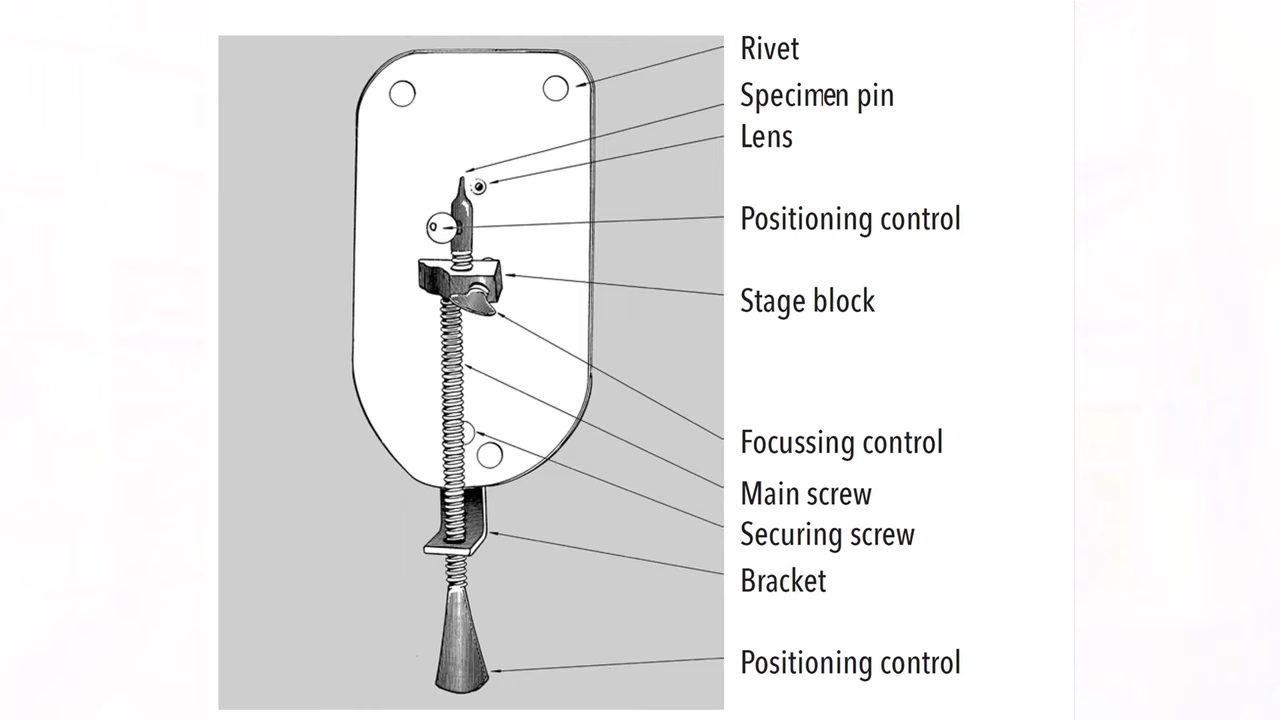 Rivet
Specimen pin
Lens
Positioning control
Stage block
Focussing control
Main screw
Securing screw
Bracket
Positioning control